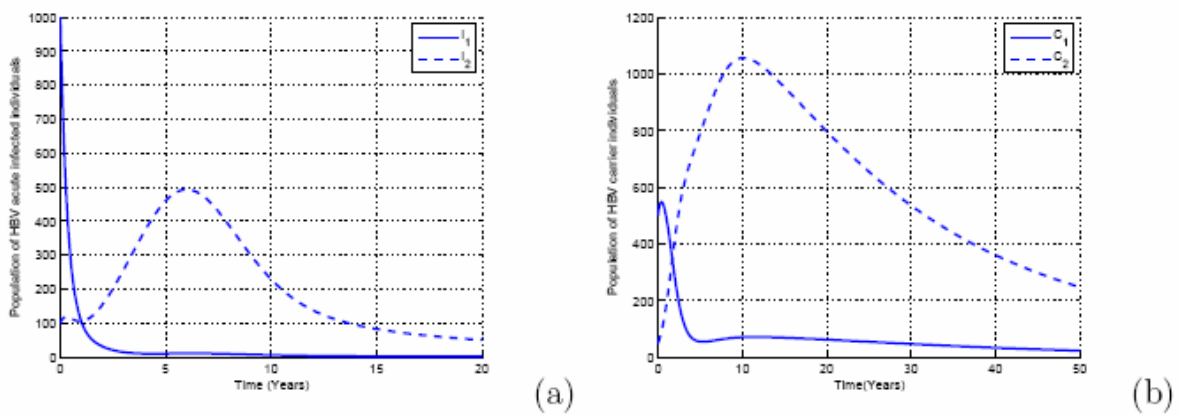 Population of HBV acute infected individuals
1000
900
800
700
600
500
400
300
200
100
0
I1
I2
0 5 10 15 20
Time (Years)
(a)
Population of HBV carrier individuals
1200
1000
800
600
400
200
0
C1
C2
0 10 20 30 40 50
Time(Years)
(b)